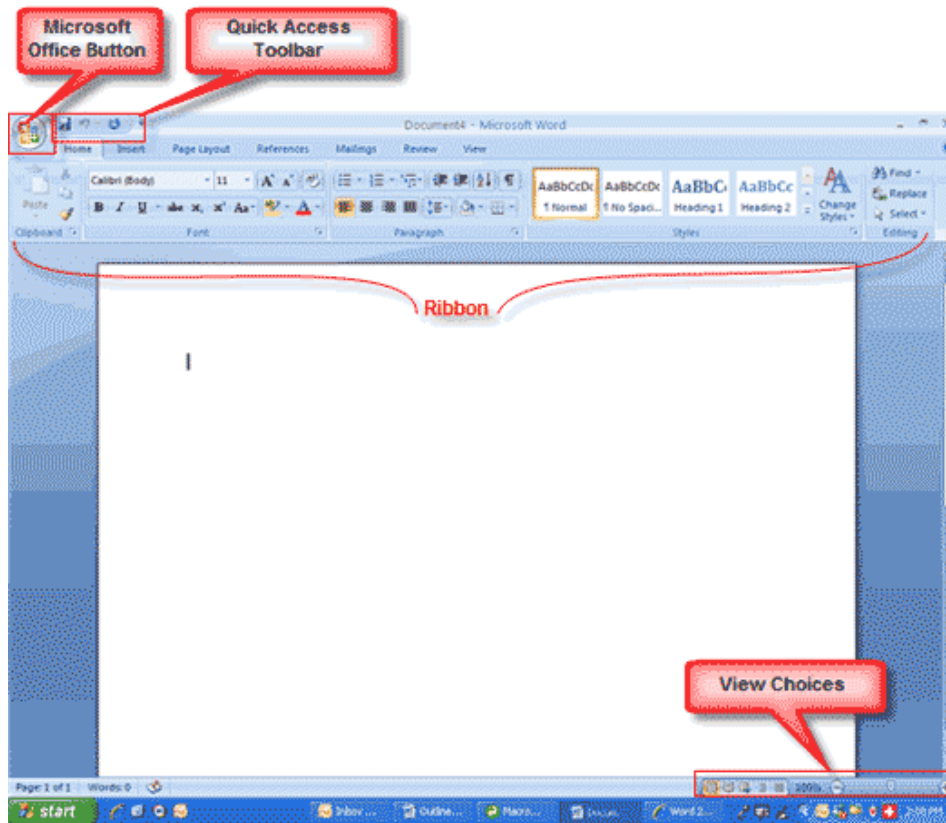 Microsoft
Office Button
Quick Access
Toolbar
Document4 - Microsoft Word
Home Insert Page Layout References Mailings Review View
Calibri (Body) 11 Find
Paste B I U abe x, x² Aa A AaBbCcDc AaBbCcDc AaBbC AaBbCc Change Styles Replace
¶ Normal ¶ No Spaci... Heading 1 Heading 2 Select
Clipboard Font Paragraph Styles Editing
Ribbon
View Choices
Page: 1 of 1 Words: 0
start Inbox ... Outline... Macro... Word 2...